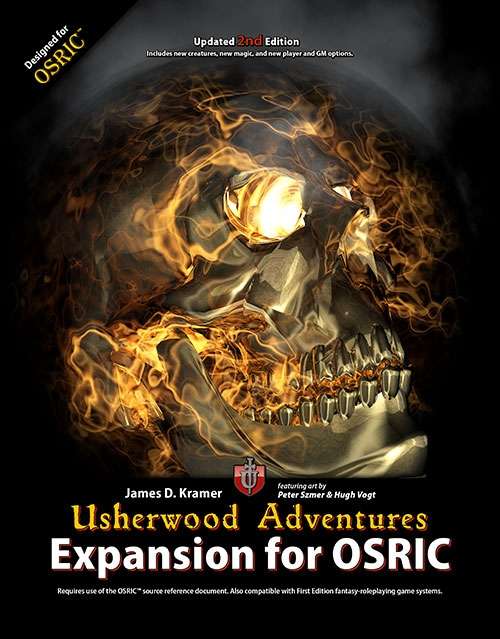 Designed for
OSRIC™
Updated 2nd Edition
Includes new creatures, new magic, and new player and GM options.
James D. Kramer
featuring art by
Peter Szmer & Hugh Vogt
Usherwood Adventures
Expansion for OSRIC
Requires use of the OSRIC™ source reference document. Also compatible with First Edition fantasy-roleplaying game systems.